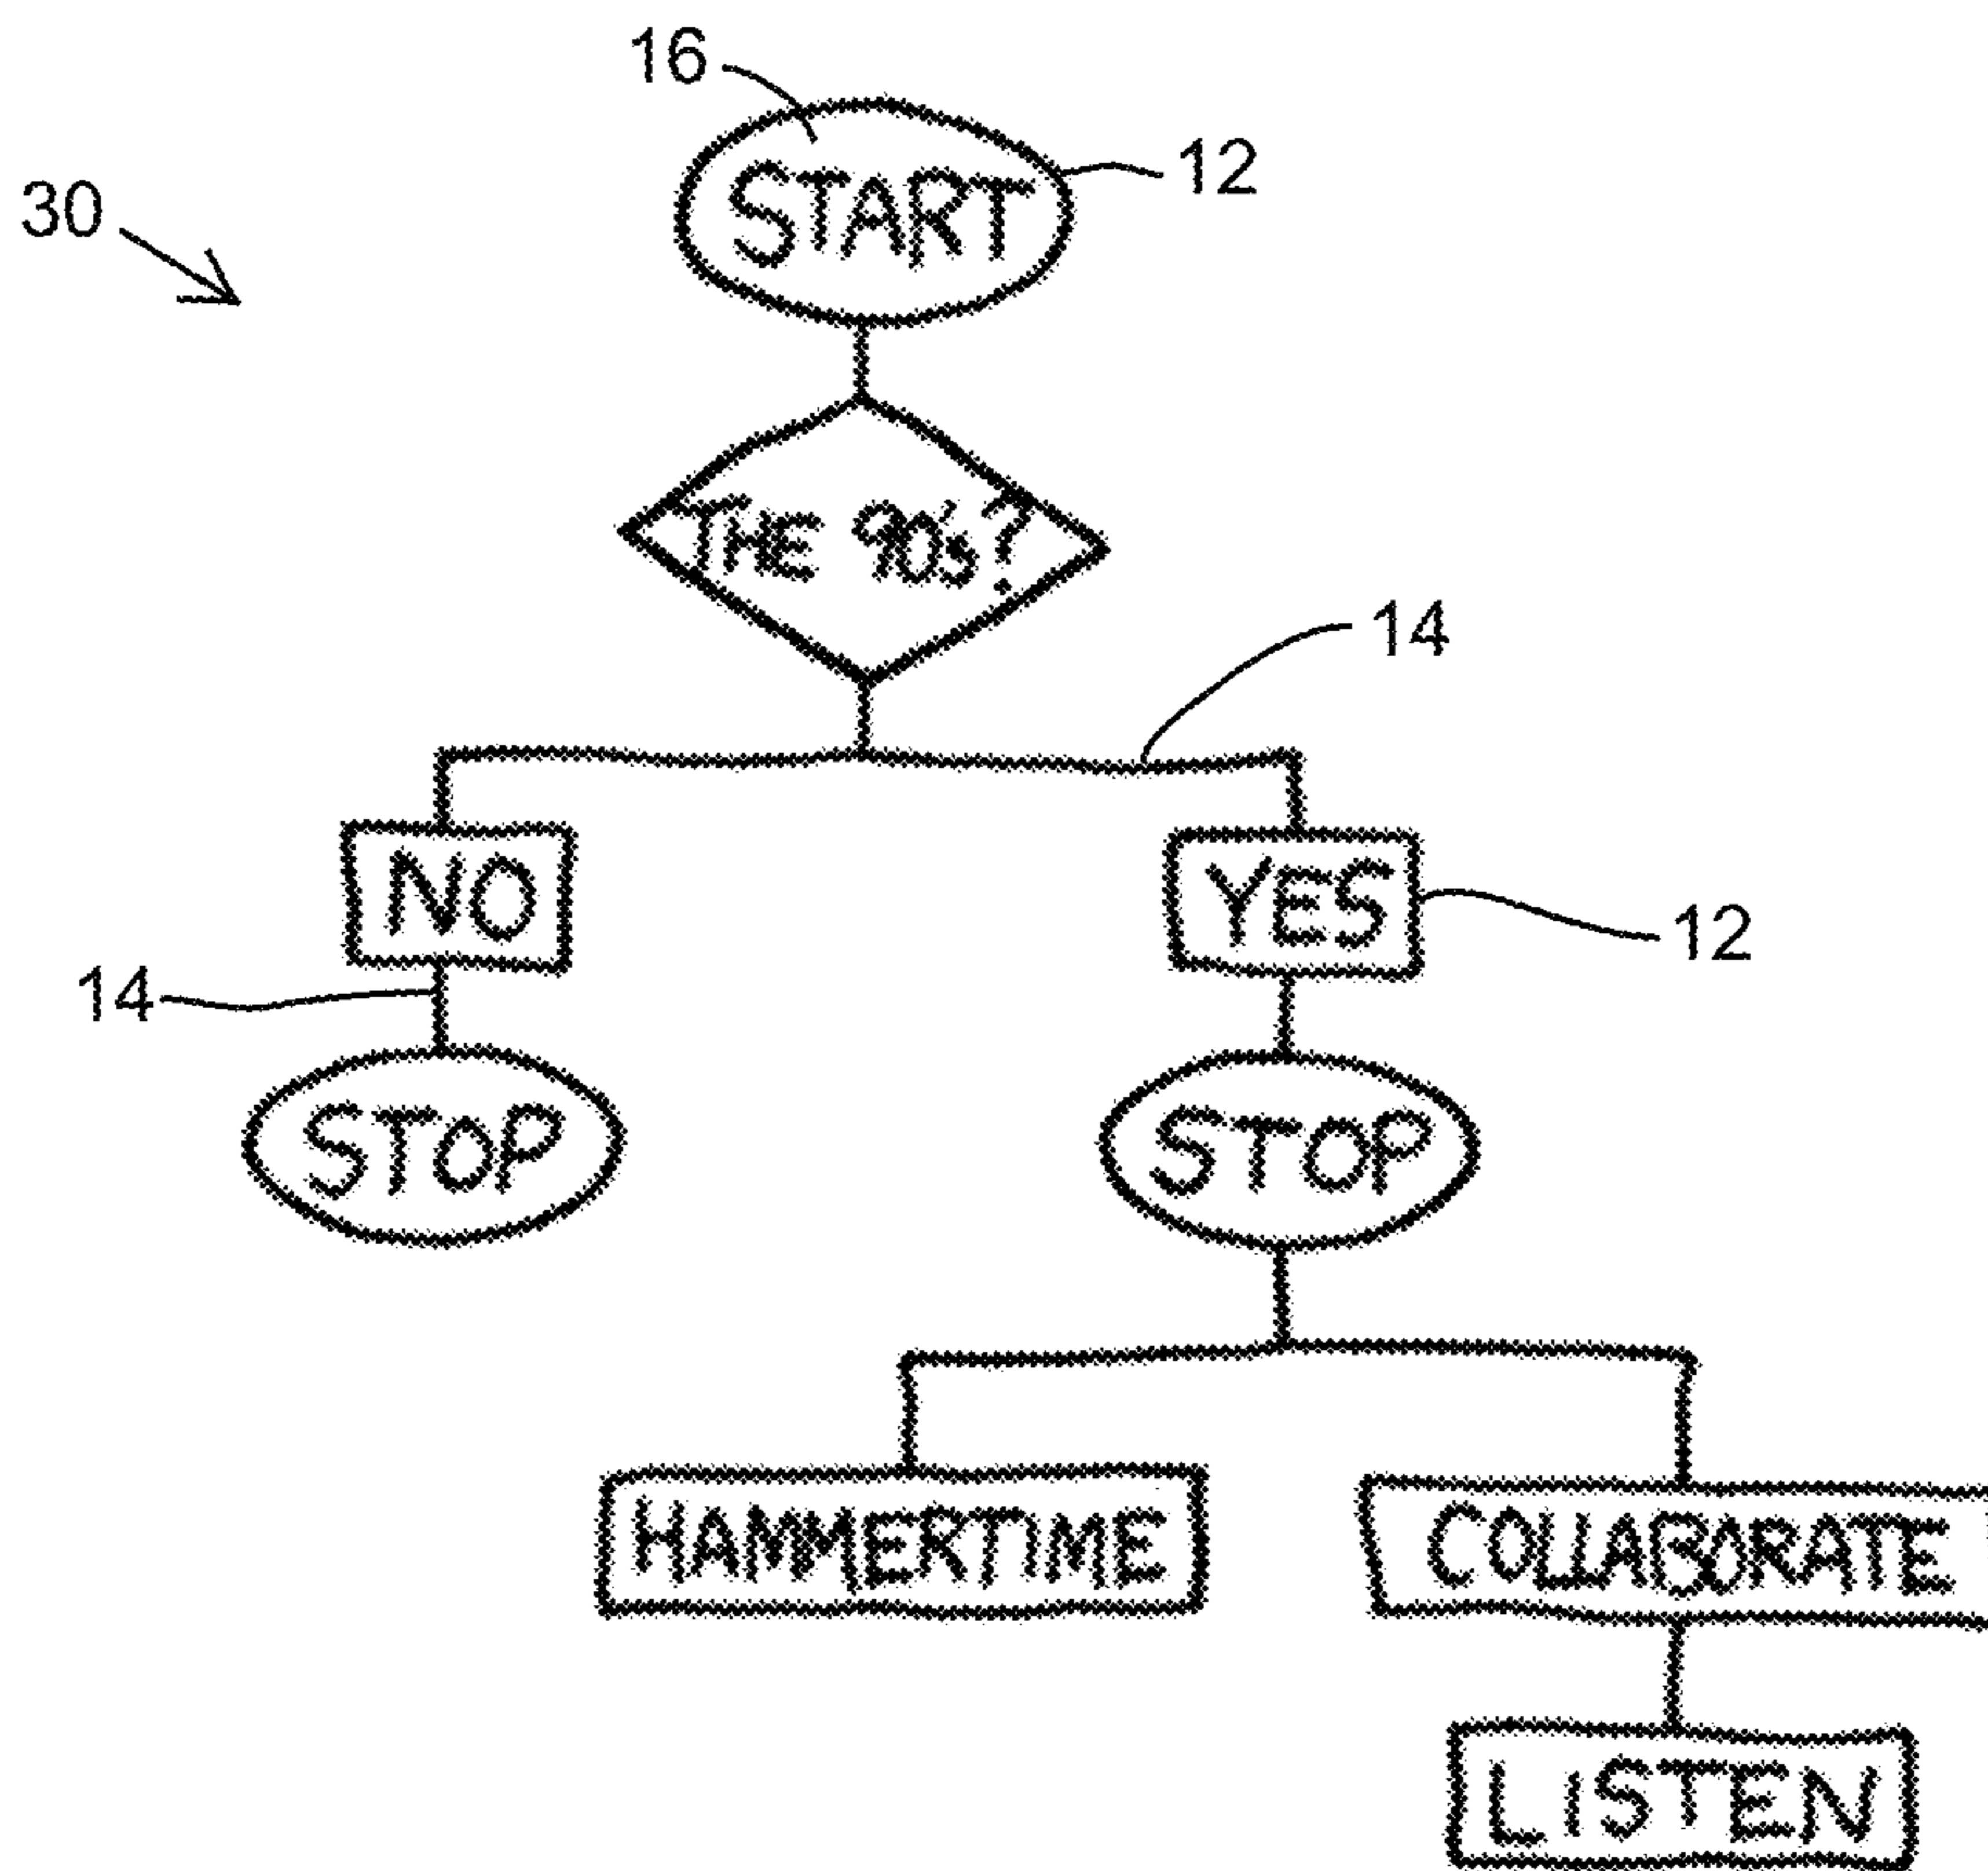 16
START
12
30
THE 90's?
14
NO
YES
12
14
STOP
STOP
HAMMERTIME
COLLABORATE
LISTEN